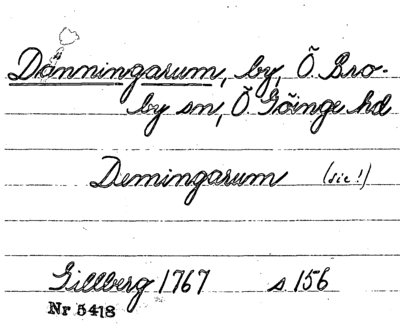 Dänningarum, by, Ö. Bro-
by sn, Ö. Göinge hd
Demingarum (sic!)
Gillberg 1767 s. 156
Nr 5418